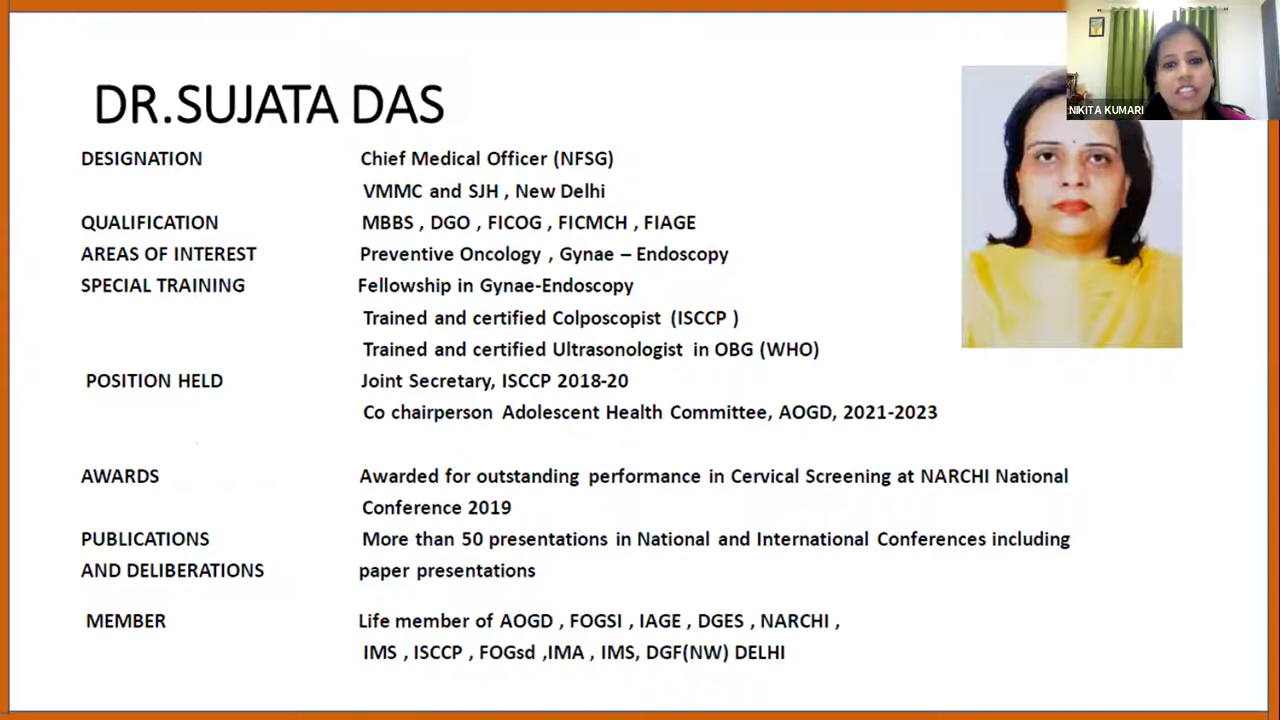 NIKITA KUMARI
DR.SUJATA DAS
DESIGNATION Chief Medical Officer (NFSG)
VMMC and SJH , New Delhi
QUALIFICATION MBBS , DGO , FICOG , FICMCH , FIAGE
AREAS OF INTEREST Preventive Oncology , Gynae – Endoscopy
SPECIAL TRAINING Fellowship in Gynae-Endoscopy
Trained and certified Colposcopist (ISCCP )
Trained and certified Ultrasonologist in OBG (WHO)
POSITION HELD Joint Secretary, ISCCP 2018-20
Co chairperson Adolescent Health Committee, AOGD, 2021-2023
AWARDS Awarded for outstanding performance in Cervical Screening at NARCHI National
Conference 2019
PUBLICATIONS More than 50 presentations in National and International Conferences including
AND DELIBERATIONS paper presentations
MEMBER Life member of AOGD , FOGSI , IAGE , DGES , NARCHI ,
IMS , ISCCP , FOGsd ,IMA , IMS, DGF(NW) DELHI